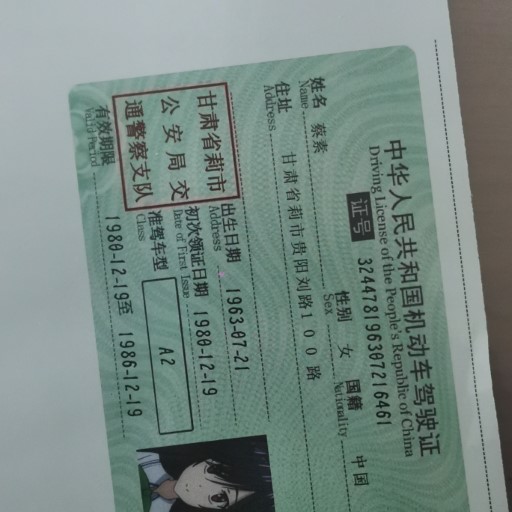 中华人民共和国机动车驾驶证
Driving License of the People's Republic of China
证号 324478196307216461
姓名 蔡素 性别 女 国籍 中国
Name Sex Nationality
住址 甘肃省莉市贵阳刘路100路
Address
出生日期 1963-07-21
Address
初次领证日期 1980-12-19
Date of First Issue
准驾车型 A2
Class
甘肃省莉市
公安局交
通警察支队
有效期限 1980-12-19至 1986-12-19
Valid Period